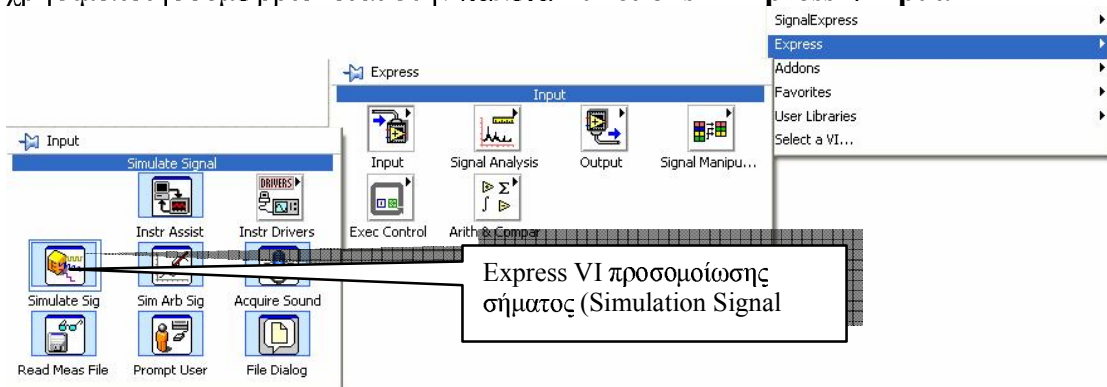 SignalExpress
Express
Addons
Favorites
User Libraries
Select a VI...
Express
Input
Input
Signal Analysis
Output
Signal Manipu...
Exec Control
Arith & Compar
Input
Simulate Signal
DRIVERS
Instr Assist
Instr Drivers
Simulate Sig
Sim Arb Sig
Acquire Sound
Read Meas File
Prompt User
File Dialog
Express VI προσομοίωσης
σήματος (Simulation Signal